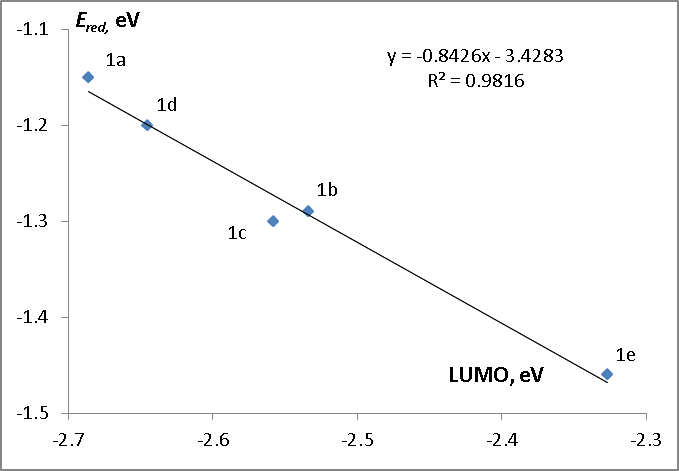 E_red, eV
-1.1
1a
y = -0.8426x - 3.4283
R² = 0.9816
1d
-1.2
1b
1c
-1.3
-1.4
LUMO, eV
1e
-1.5
-2.7
-2.6
-2.5
-2.4
-2.3